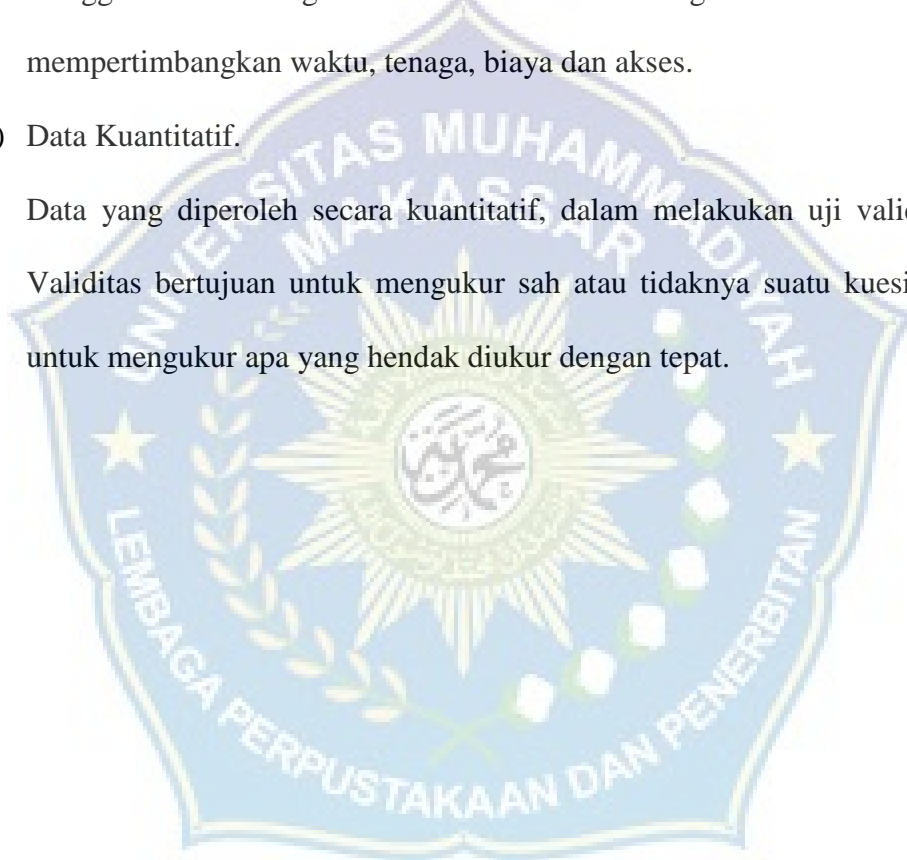 mempertimbangkan waktu, tenaga, biaya dan akses.
) Data Kuantitatif.
Data yang diperoleh secara kuantitatif, dalam melakukan uji
Validitas bertujuan untuk mengukur sah atau tidaknya suatu
untuk mengukur apa yang hendak diukur dengan tepat.
UNIVERSITAS MUHAMMADIYAH
MAKASSAR
محمد
LEMBAGA PERPUSTAKAAN DAN PENERBITAN